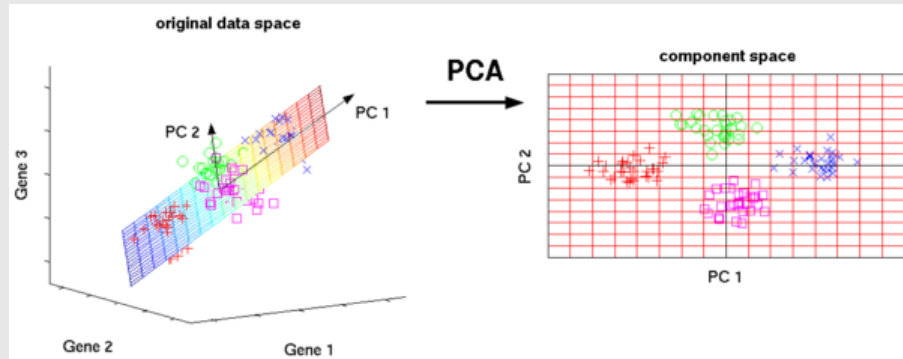 original data space
PC 1
PC 2
Gene 3
Gene 2
Gene 1
PCA
component space
PC 2
PC 1